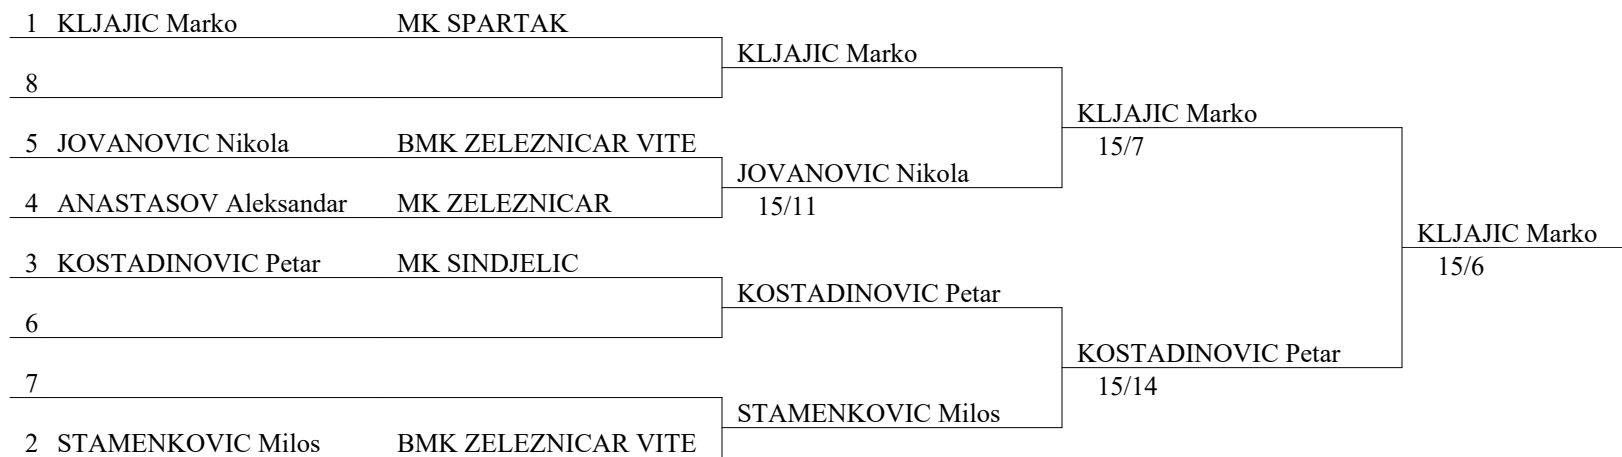 1 KLJAJIC Marko MK SPARTAK
KLJAJIC Marko
8
KLJAJIC Marko
15/7
5 JOVANOVIC Nikola BMK ZELEZNICAR VITE
JOVANOVIC Nikola
15/11
4 ANASTASOV Aleksandar MK ZELEZNICAR
KLJAJIC Marko
15/6
3 KOSTADINOVIC Petar MK SINDJELIC
KOSTADINOVIC Petar
6
KOSTADINOVIC Petar
15/14
7
STAMENKOVIC Milos
2 STAMENKOVIC Milos BMK ZELEZNICAR VITE